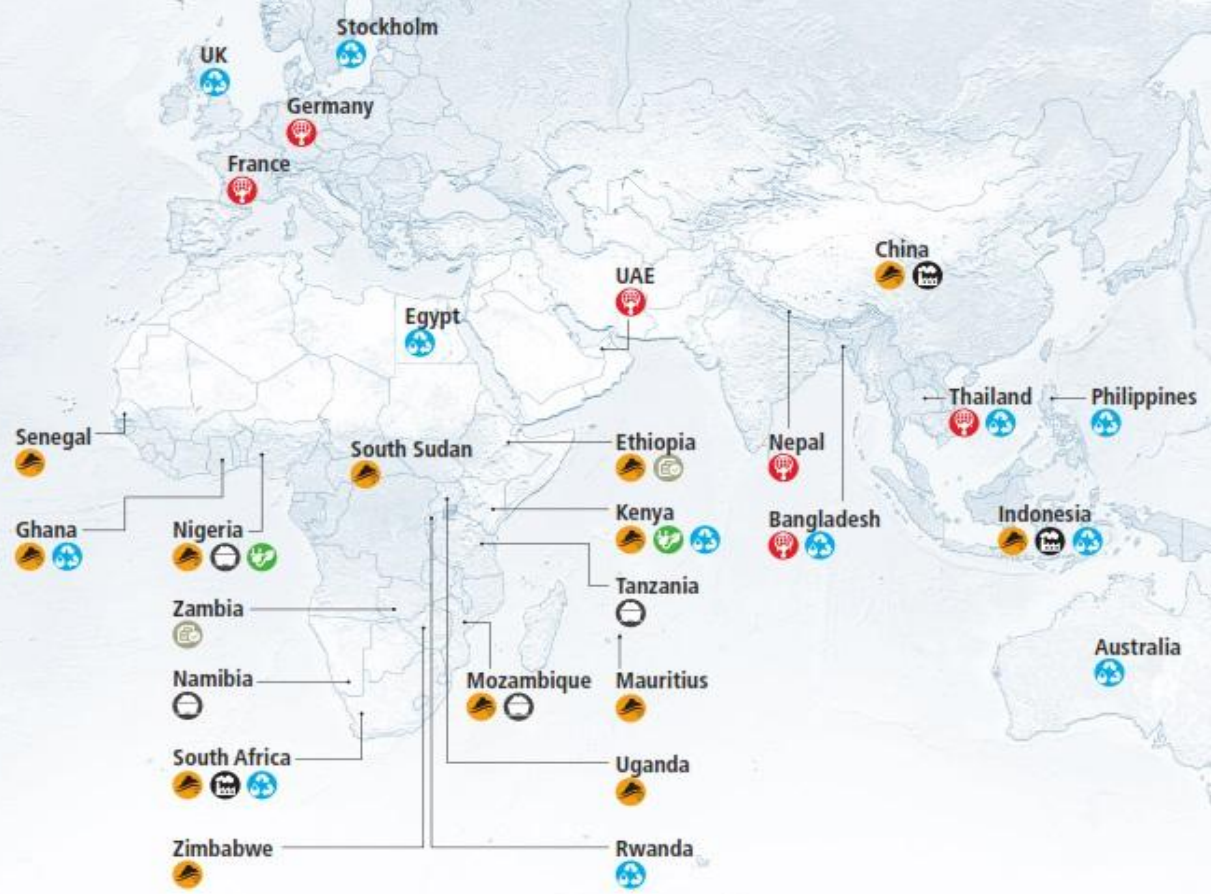 Stockholm
UK
Germany
France
China
UAE
Egypt
Thailand
Philippines
Senegal
South Sudan
Ethiopia
Nepal
Ghana
Nigeria
Kenya
Bangladesh
Indonesia
Zambia
Tanzania
Australia
Namibia
Mozambique
Mauritius
South Africa
Uganda
Zimbabwe
Rwanda